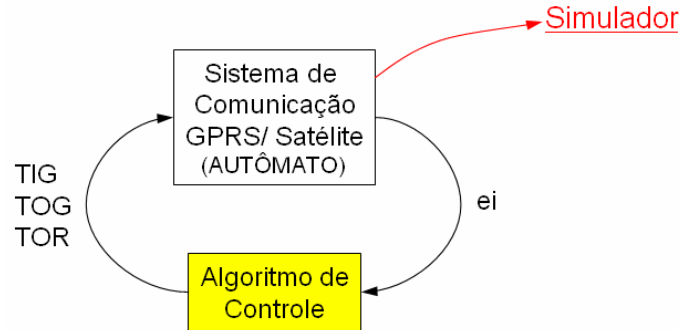 Simulador
Sistema de
Comunicação
GPRS/ Satélite
(AUTÔMATO)
TIG
TOG
TOR
ei
Algoritmo de
Controle